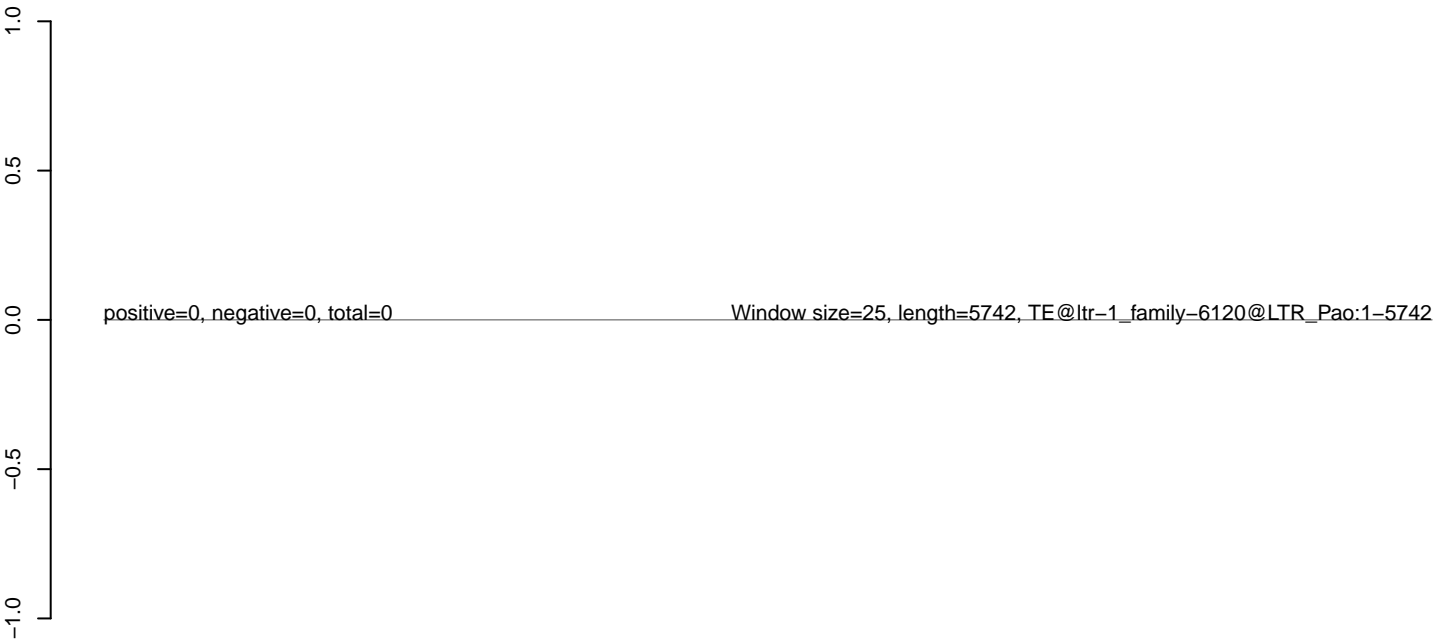 1.0
0.5
0.0
−0.5
−1.0
positive=0, negative=0, total=0
Window size=25, length=5742, TE@ltr−1_family−6120@LTR_Pao:1−5742